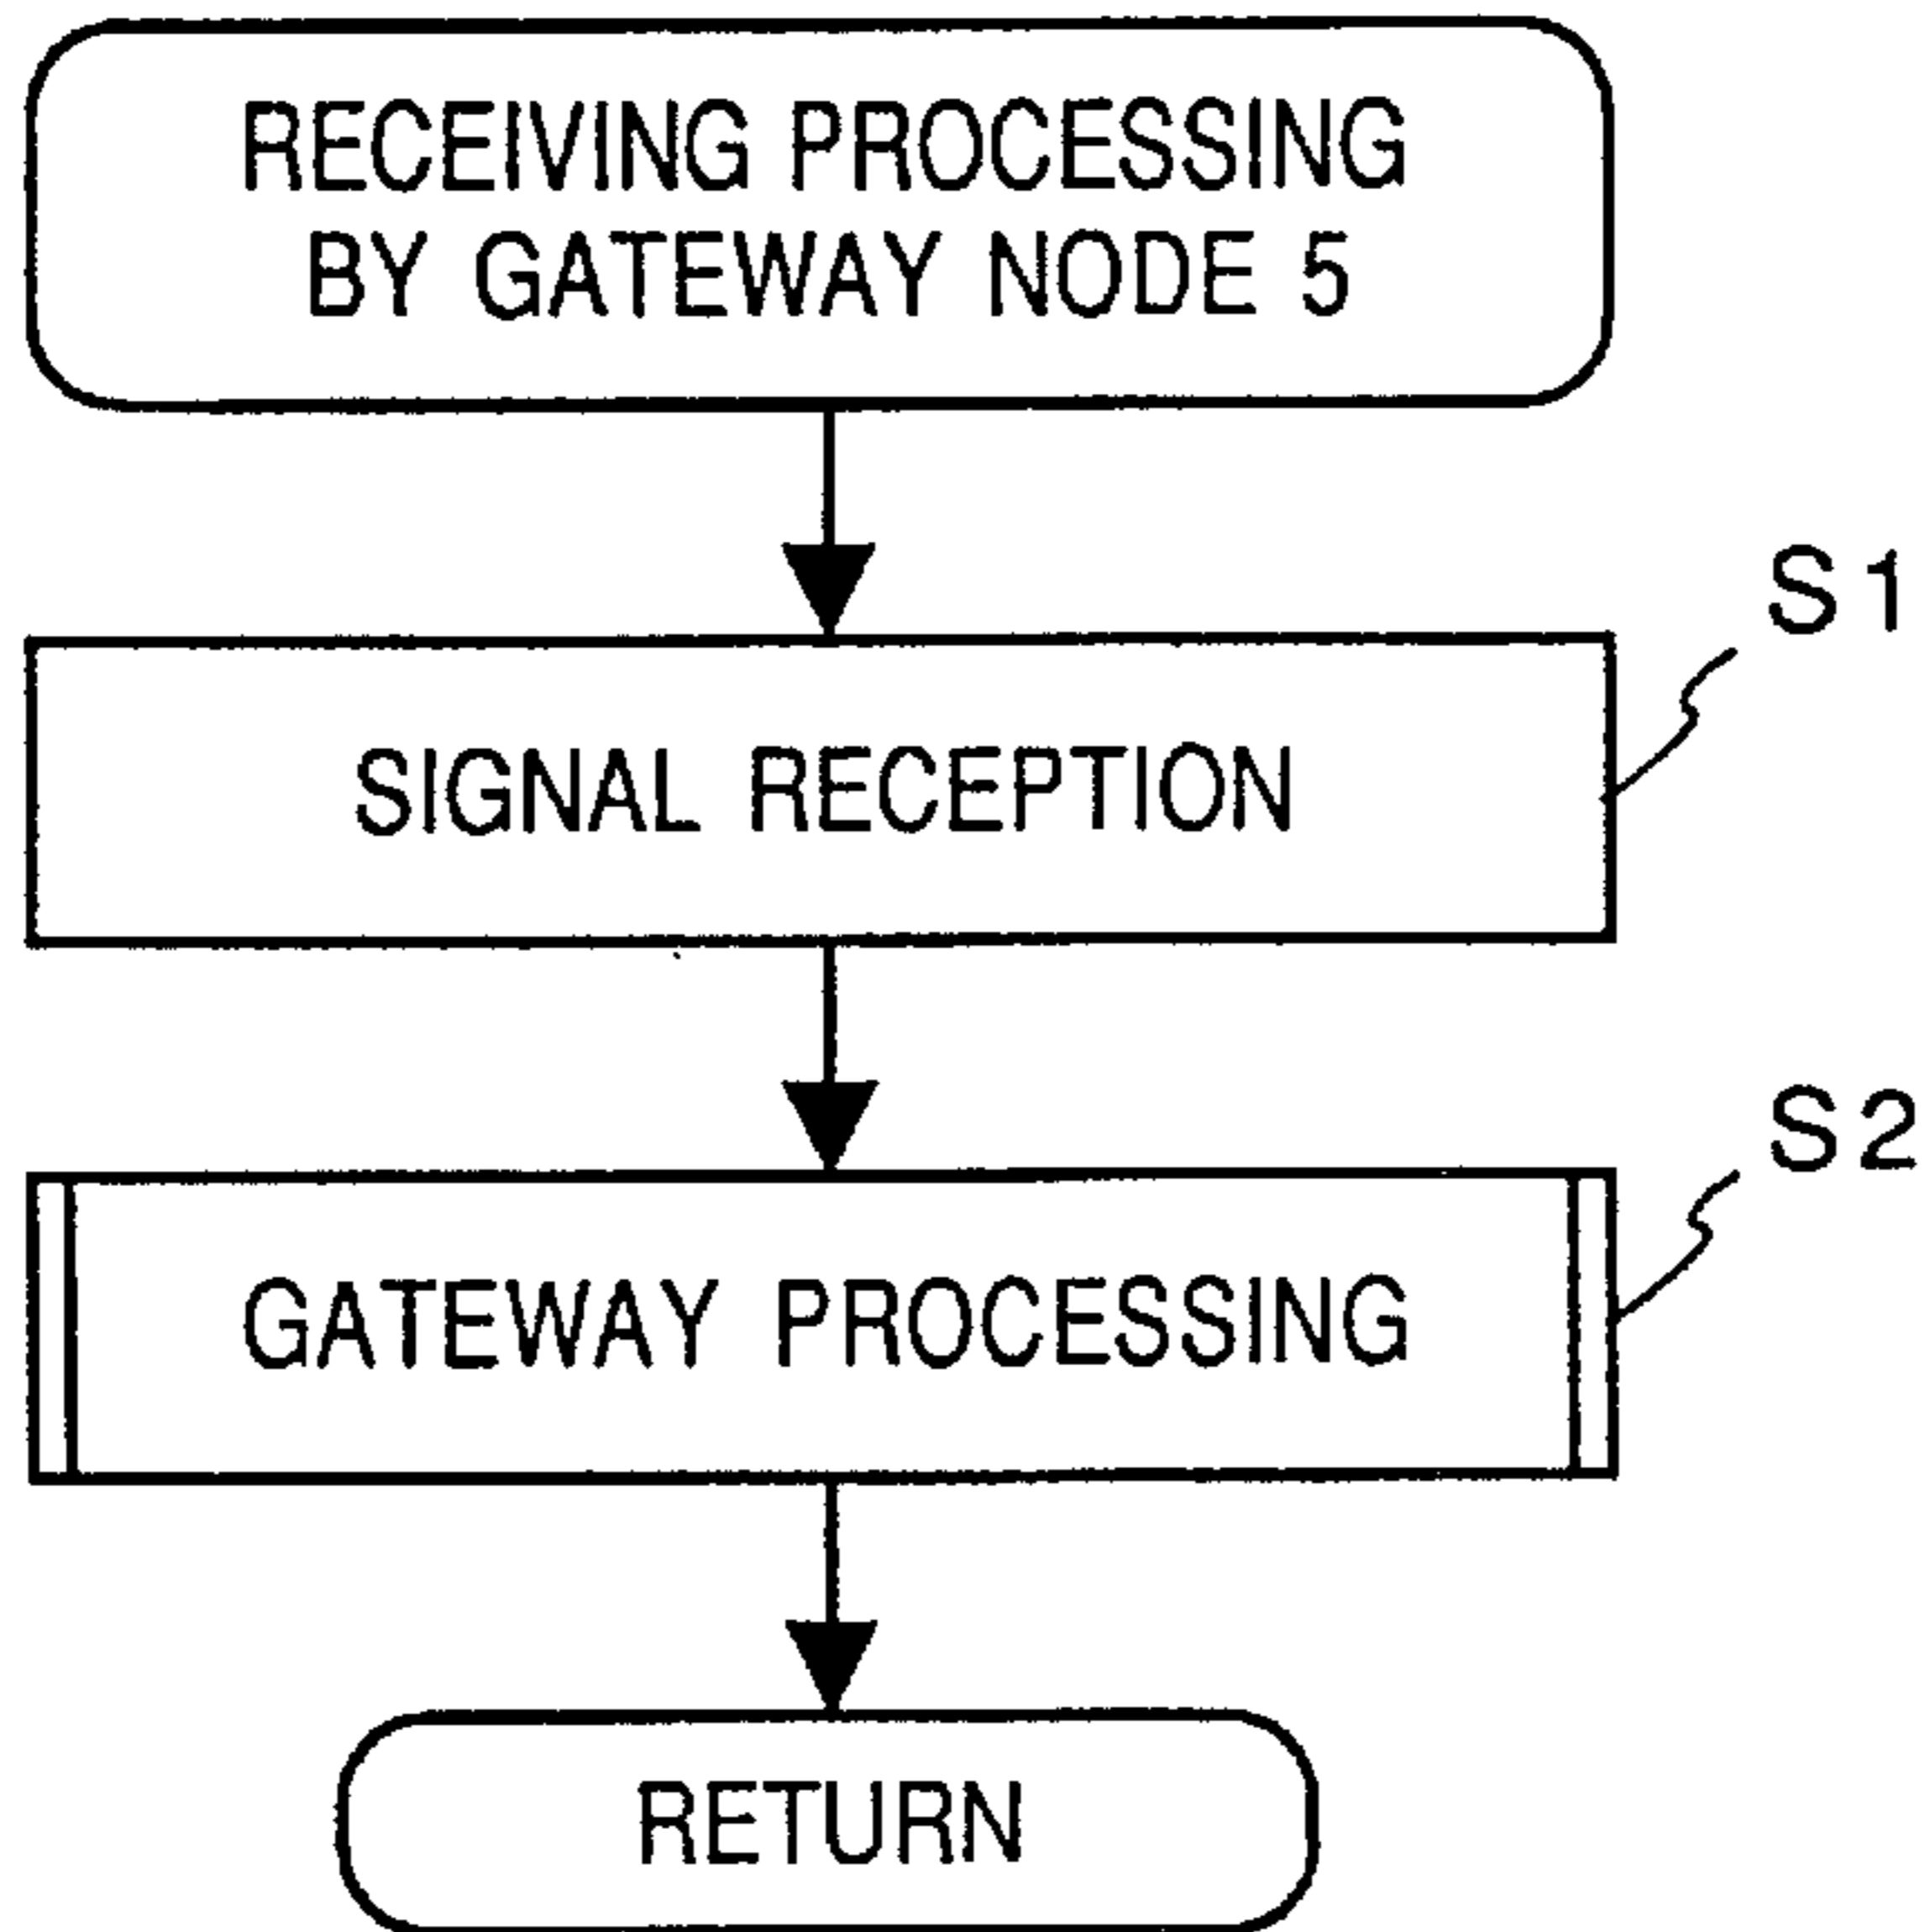 RECEIVING PROCESSING
BY GATEWAY NODE 5
S1
SIGNAL RECEPTION
S2
GATEWAY PROCESSING
RETURN